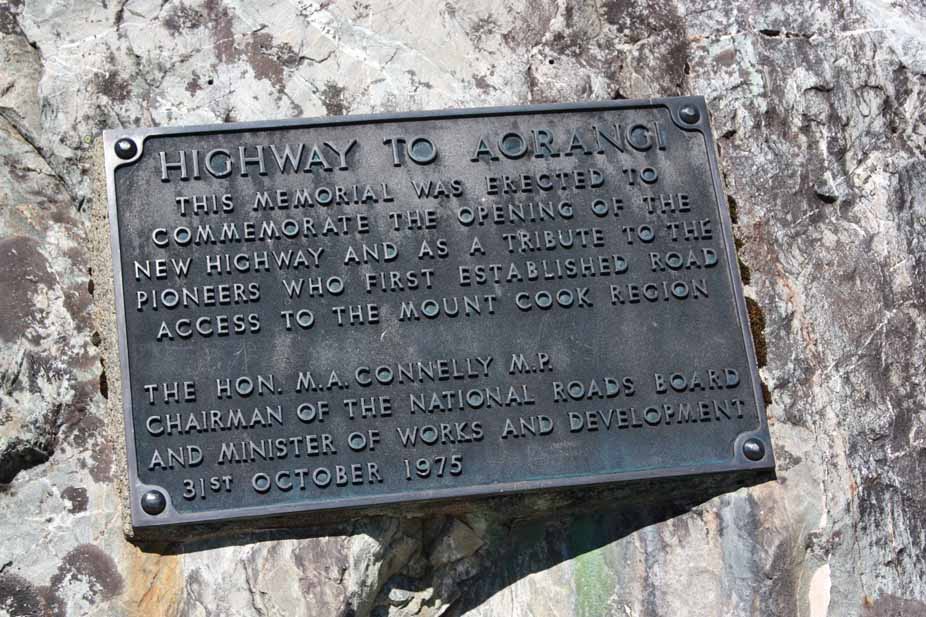 HIGHWAY TO AORANGI
THIS MEMORIAL WAS ERECTED TO
COMMEMORATE THE OPENING OF THE
NEW HIGHWAY AND AS A TRIBUTE TO THE
PIONEERS WHO FIRST ESTABLISHED ROAD
ACCESS TO THE MOUNT COOK REGION
THE HON. M.A. CONNELLY M.P.
CHAIRMAN OF THE NATIONAL ROADS BOARD
AND MINISTER OF WORKS AND DEVELOPMENT
31ST OCTOBER 1975